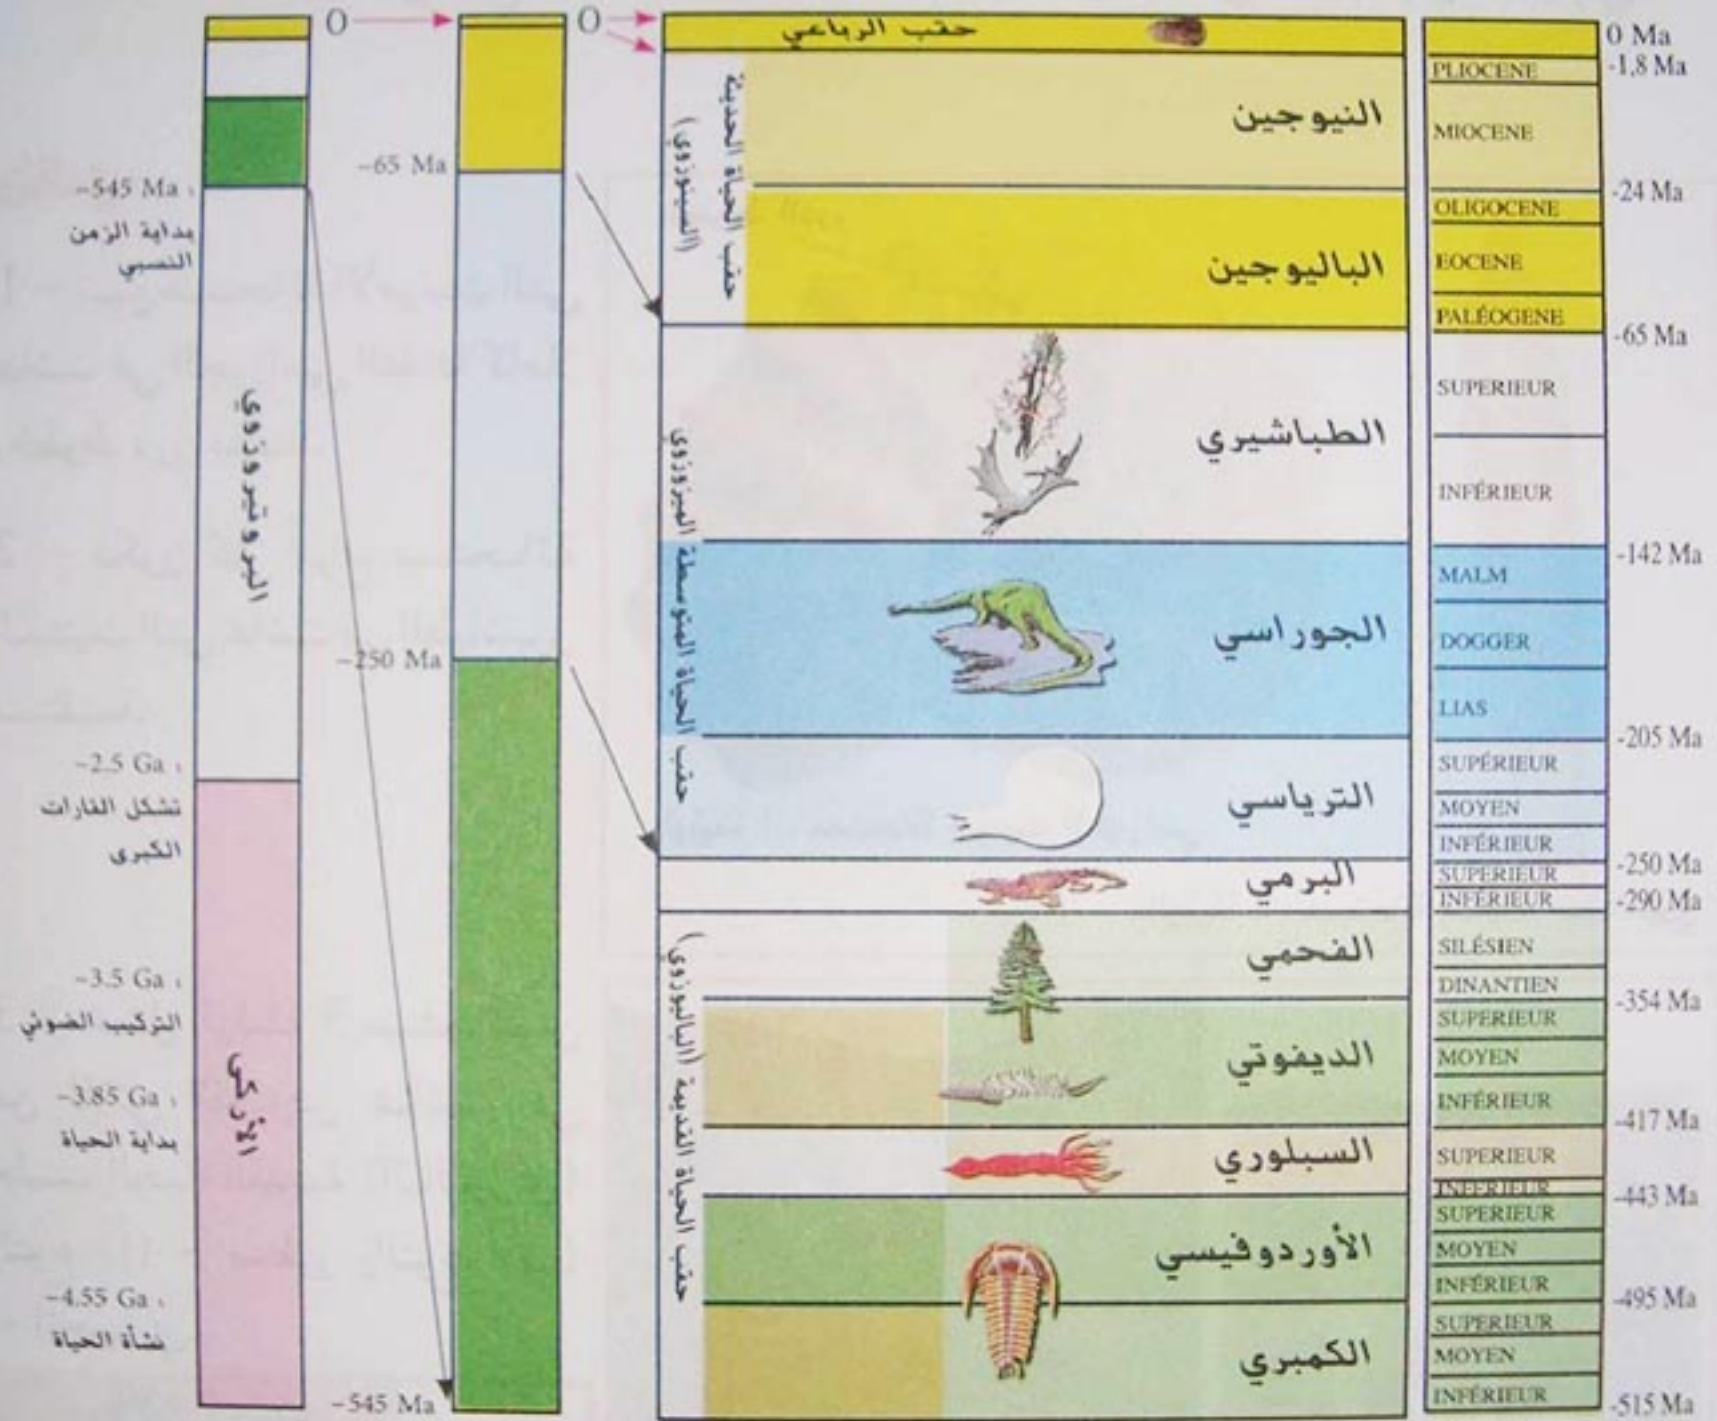 0
-545 Ma
بداية الزمن
النسبي
البروتيروزوي
-2.5 Ga
تشكل القارات
الكبرى
-3.5 Ga
التركيب الضوئي
-3.85 Ga
بداية الحياة
الأركي
-4.55 Ga
نشأة الحياة
0
-65 Ma
-250 Ma
-545 Ma
حقب الرباعي
حقب الحياة الحديثة
(السينوزوي)
النيوجين
الباليوجين
حقب الحياة المتوسطة الميزوزوي
الطباشيري
الجوراسي
الترياسي
البرمي
حقب الحياة القديمة (الباليوزوي)
الفحمي
الديفوتي
السبلوري
الأوردوفيسي
الكمبري
0 Ma
PLIOCENE
-1,8 Ma
MIOCENE
-24 Ma
OLIGOCENE
EOCENE
PALÉOGENE
-65 Ma
SUPERIEUR
INFÉRIEUR
-142 Ma
MALM
DOGGER
LIAS
-205 Ma
SUPÉRIEUR
MOYEN
INFÉRIEUR
-250 Ma
SUPERIEUR
INFÉRIEUR
-290 Ma
SILÉSIEN
DINANTIEN
-354 Ma
SUPERIEUR
MOYEN
INFÉRIEUR
-417 Ma
SUPERIEUR
INFERIEUR
-443 Ma
SUPERIEUR
MOYEN
INFÉRIEUR
-495 Ma
SUPERIEUR
MOYEN
INFÉRIEUR
-515 Ma